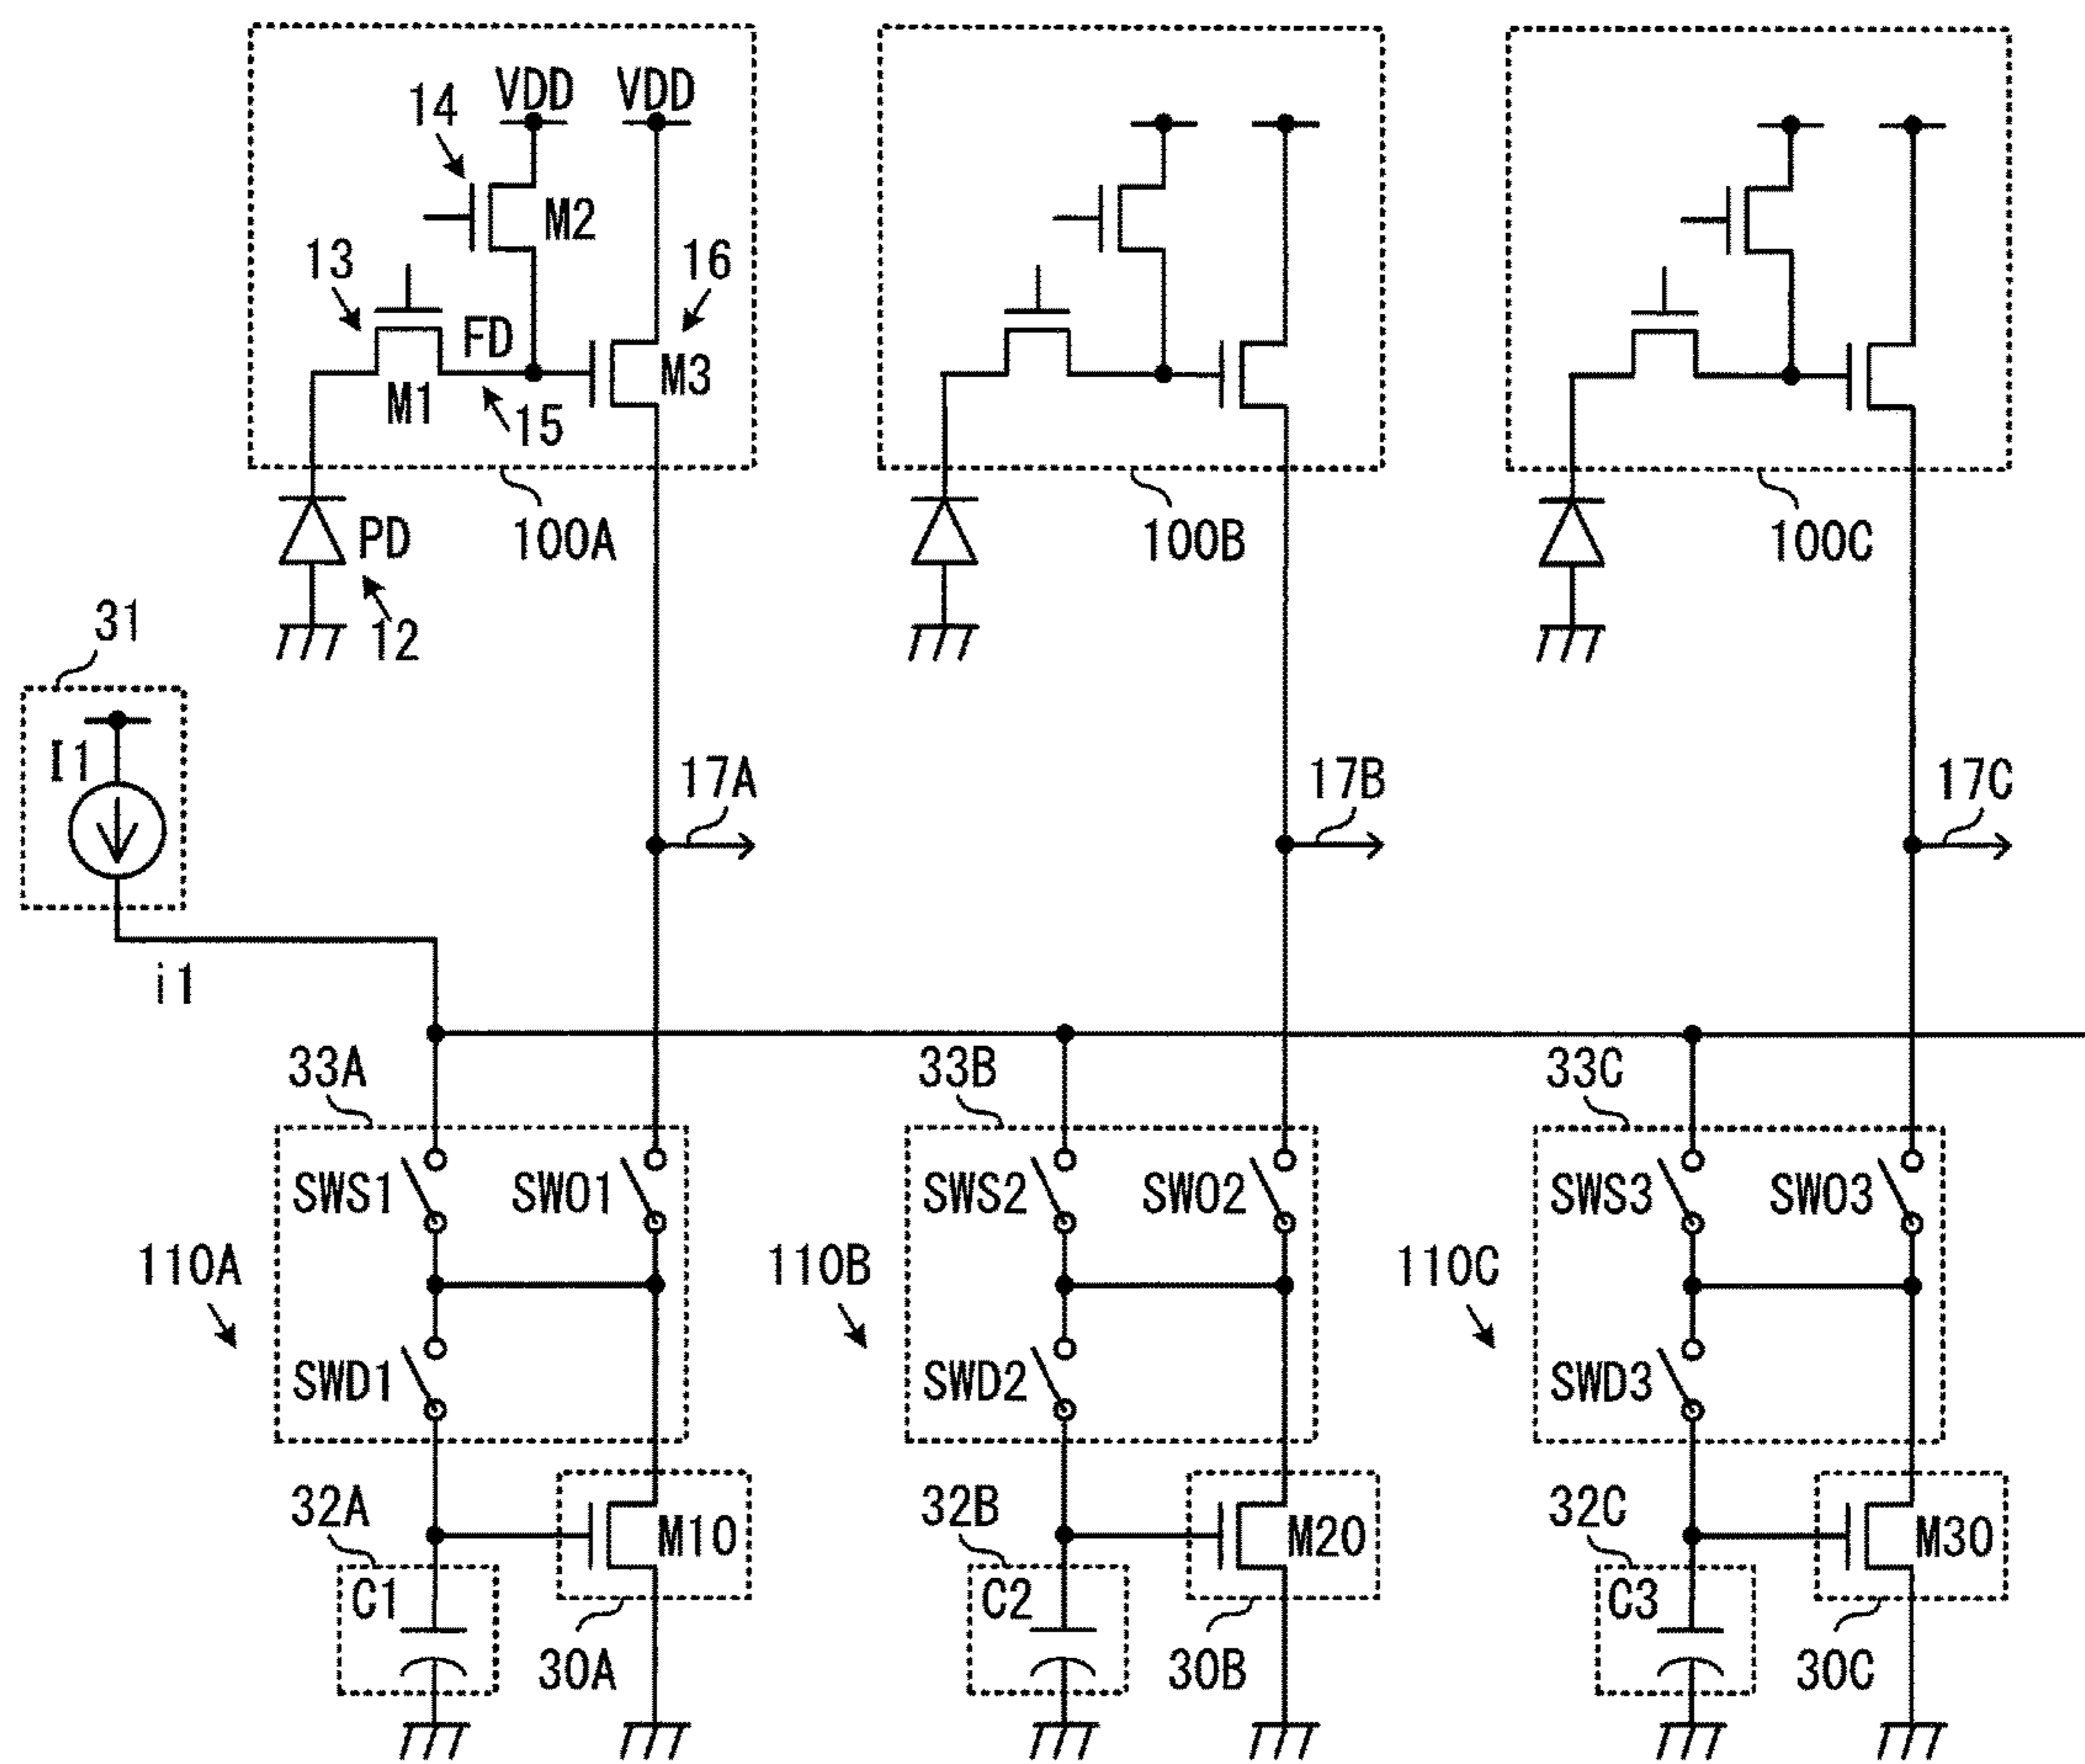 VDD VDD
14
M2
13
16
FD
M3
M1
15
PD
100A
100B
100C
12
31
I1
17A
17B
17C
i1
33A
33B
33C
SWS1
SWO1
SWS2
SWO2
SWS3
SWO3
110A
110B
110C
SWD1
SWD2
SWD3
32A
M10
32B
M20
32C
M30
C1
C2
C3
30A
30B
30C